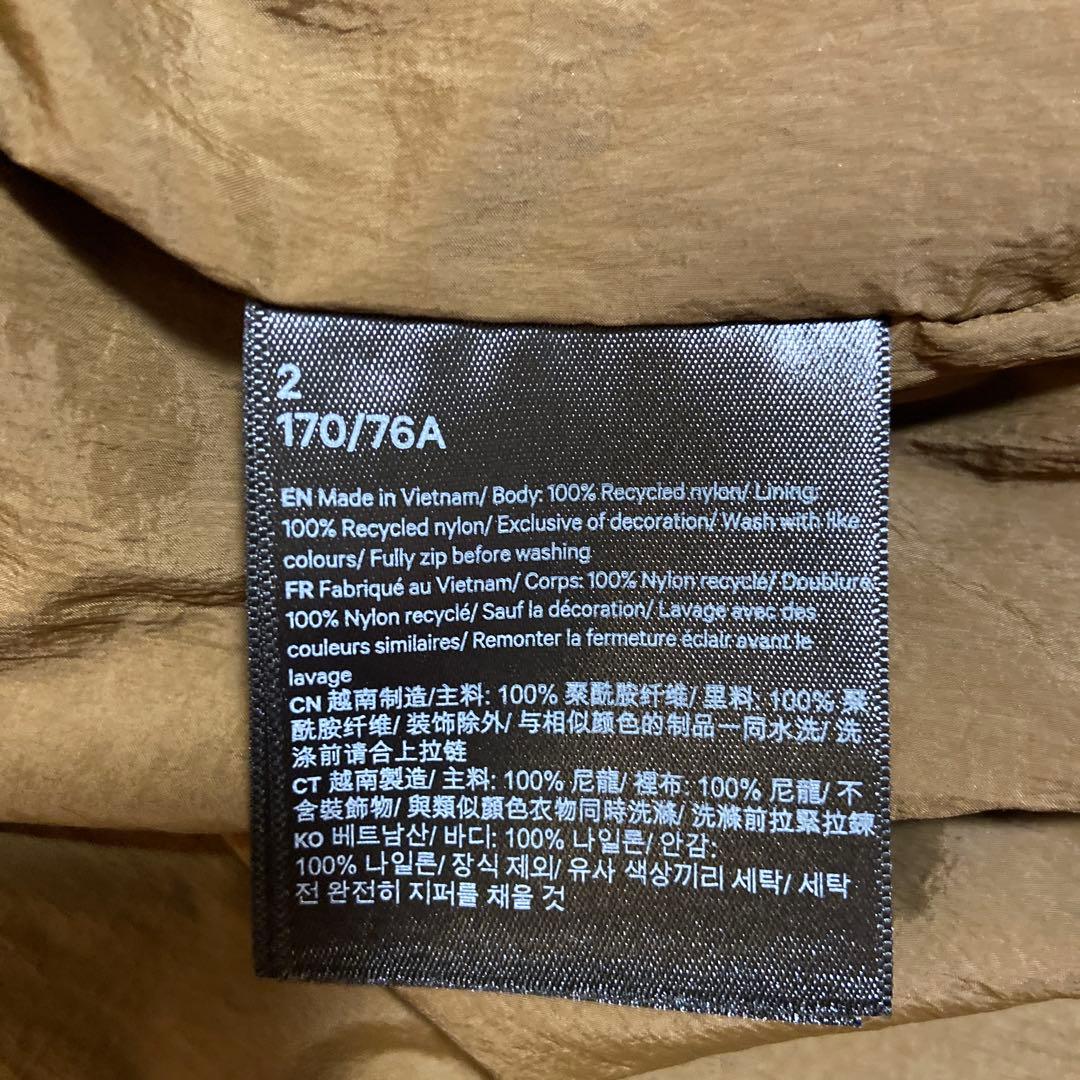 2
170/76A
EN Made in Vietnam/ Body: 100% Recycled nylon/ Lining:
100% Recycled nylon/ Exclusive of decoration/ Wash with like
colours/ Fully zip before washing
FR Fabriqué au Vietnam/ Corps: 100% Nylon recyclé/ Doublure:
100% Nylon recyclé/ Sauf la décoration/ Lavage avec des
couleurs similaires/ Remonter la fermeture éclair avant le
lavage
CN 越南制造/主料: 100% 聚酰胺纤维/ 里料: 100% 聚
酰胺纤维/ 装饰除外/ 与相似颜色的制品一同水洗/ 洗
涤前请合上拉链
CT 越南製造/ 主料: 100% 尼龍/ 裡布: 100% 尼龍/ 不
含裝飾物/ 與類似顏色衣物同時洗滌/ 洗滌前拉緊拉鍊
KO 베트남산/ 바디: 100% 나일론/ 안감:
100% 나일론/ 장식 제외/ 유사 색상끼리 세탁/ 세탁
전 완전히 지퍼를 채울 것